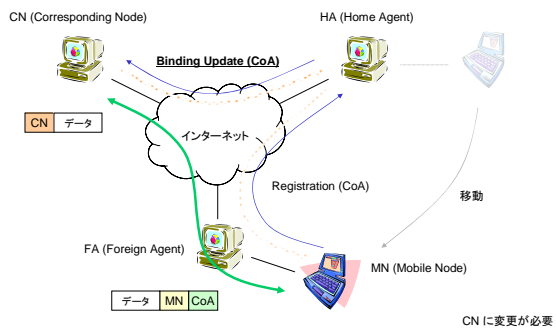 CN (Corresponding Node)
HA (Home Agent)
Binding Update (CoA)
CN データ
インターネット
Registration (CoA)
移動
FA (Foreign Agent)
MN (Mobile Node)
データ MN CoA
CN に変更が必要